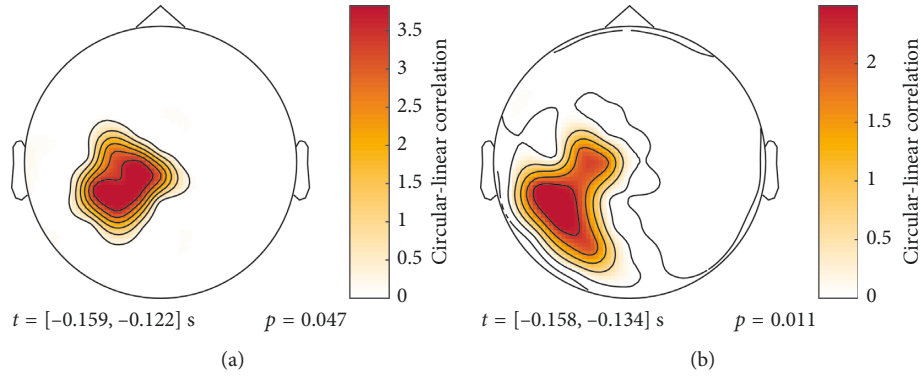 3.5
3
2.5
2
1.5
1
0.5
0
Circular-linear correlation
t = [−0.159, −0.122] s p = 0.047
(a)
2
1.5
1
0.5
0
Circular-linear correlation
t = [−0.158, −0.134] s p = 0.011
(b)